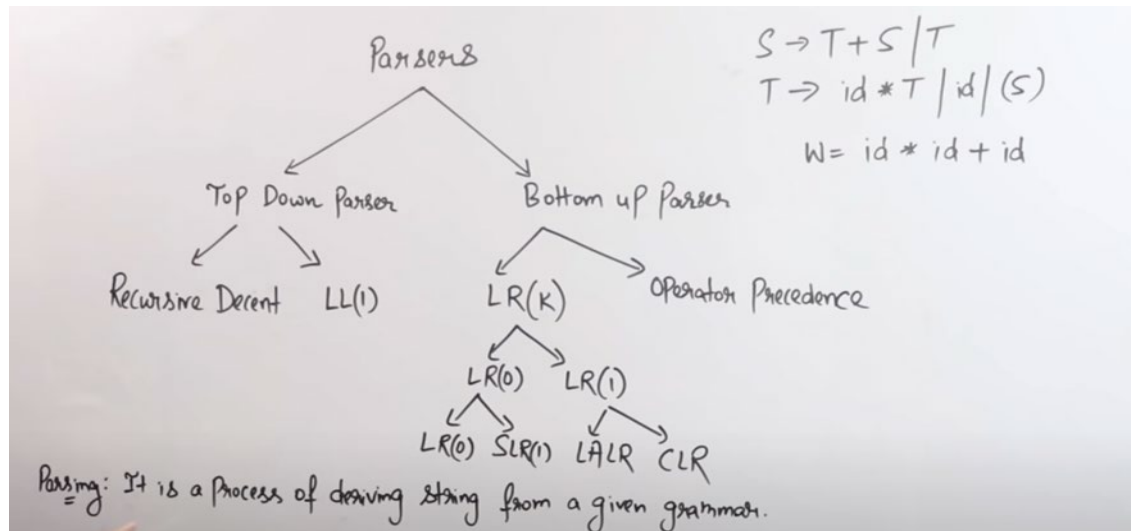 Parsers
S → T + S | T
T → id * T | id | (S)
W = id * id + id
Top Down Parser
Bottom up Parser
Recursive Decent LL(1)
LR(K)
Operator Precedence
LR(0) LR(1)
LR(0) SLR(1) LALR CLR
Parsing: It is a Process of deriving string from a given grammar.